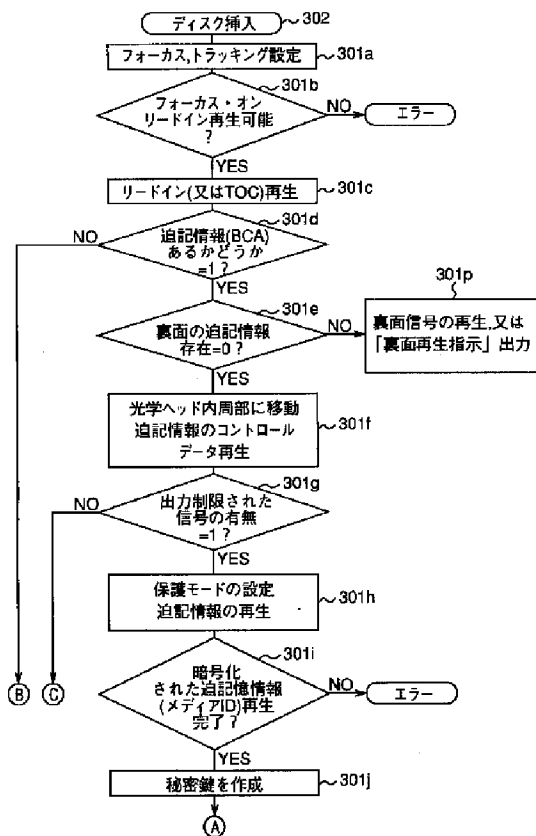 ディスク挿入
302
フォーカス,トラッキング設定
301a
301b
フォーカス・オン
リードイン再生可能
?
NO
エラー
YES
リードイン(又はTOC)再生
301c
301d
NO
追記情報(BCA)
あるかどうか
=1?
YES
301e
裏面の追記情報
存在=0?
NO
301p
裏面信号の再生,又は
「裏面再生指示」出力
YES
光学ヘッド内周部に移動
追記情報のコントロール
データ再生
301f
301g
NO
出力制限された
信号の有無
=1?
YES
保護モードの設定
追記情報の再生
301h
301i
暗号化
された追記憶情報
(メディアID)再生
完了?
NO
エラー
B
C
YES
秘密鍵を作成
301j
A